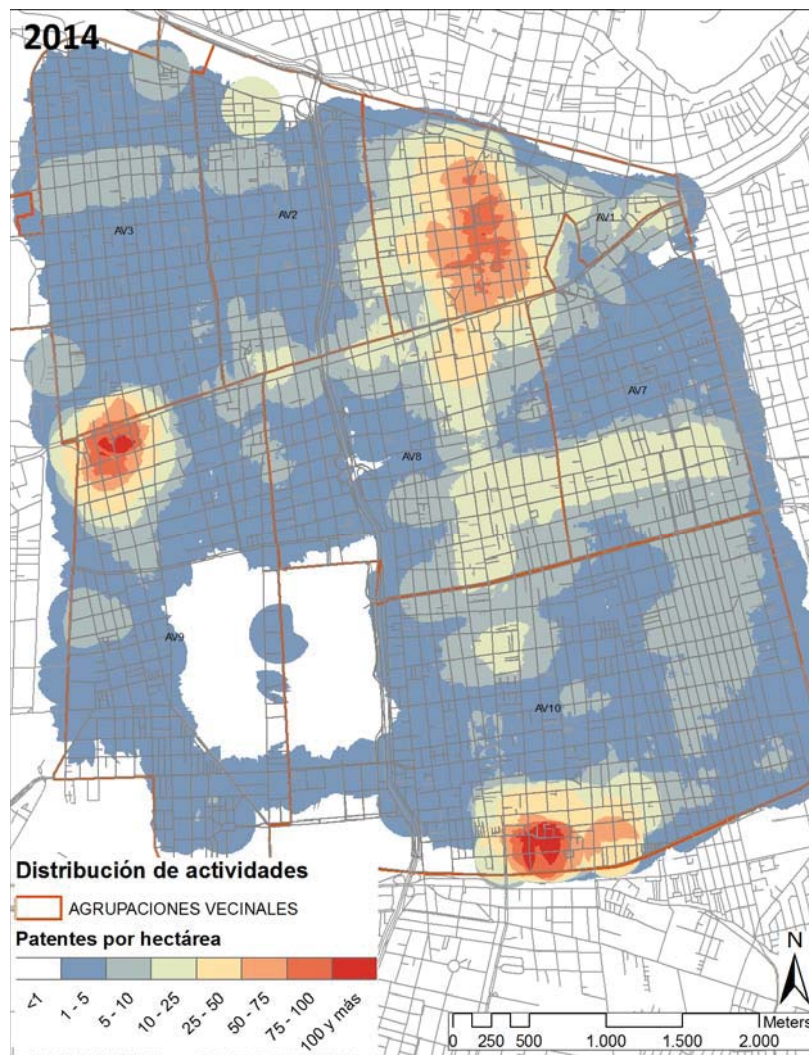 2014
AV1
AV3
AV2
AV7
AV8
AV9
AV10
Distribución de actividades
AGRUPACIONES VECINALES
Patentes por hectárea
<1
1 - 5
5 - 10
10 - 25
25 - 50
50 - 75
75 - 100
100 y más
N
Meters
0 250 500 1.000 1.500 2.000